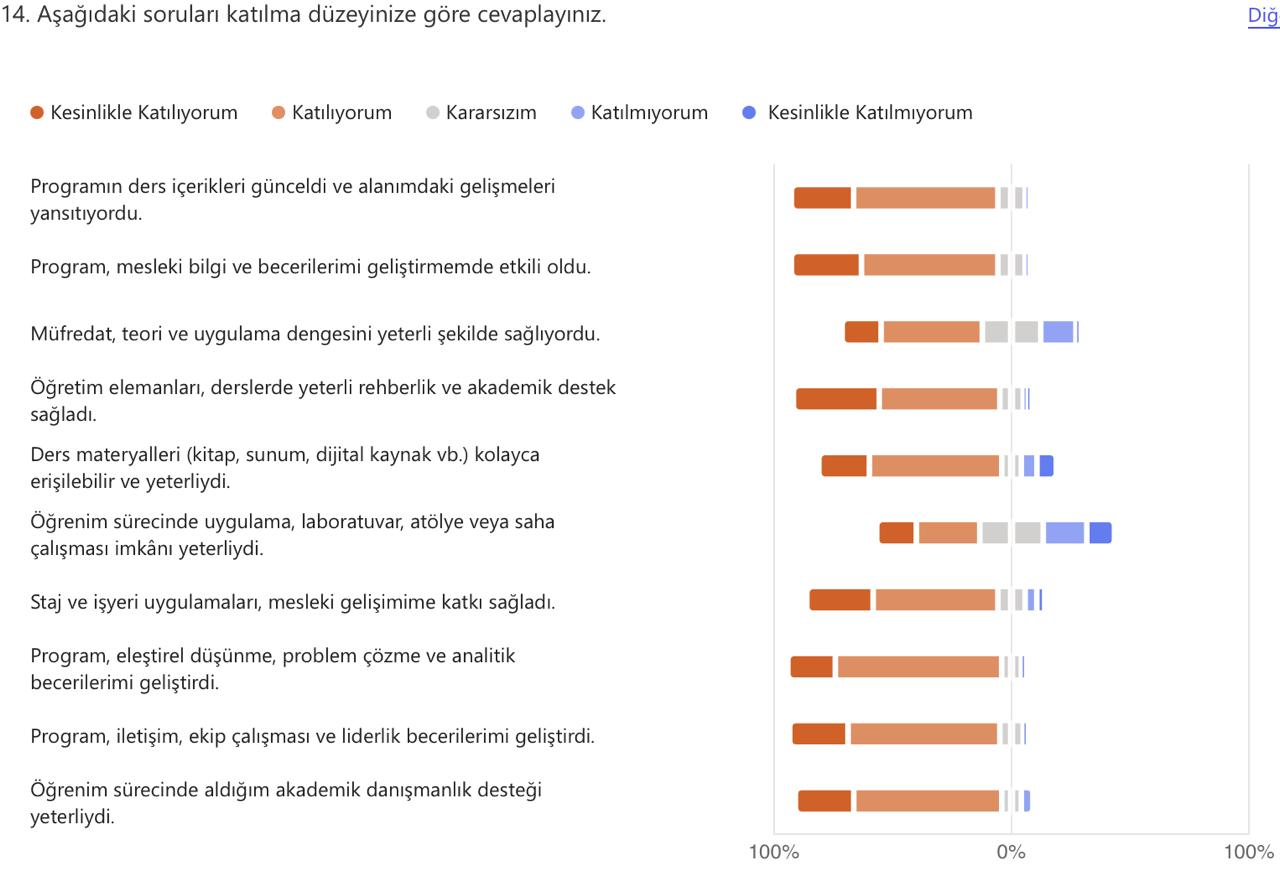 14. Aşağıdaki soruları katılma düzeyinize göre cevaplayınız.
Diğ
Kesinlikle Katılıyorum
Katılıyorum
Kararsızım
Katılmıyorum
Kesinlikle Katılmıyorum
Programın ders içerikleri günceldi ve alanımdaki gelişmeleri
yansıtıyordu.
Program, mesleki bilgi ve becerilerimi geliştirmemde etkili oldu.
Müfredat, teori ve uygulama dengesini yeterli şekilde sağlıyordu.
Öğretim elemanları, derslerde yeterli rehberlik ve akademik destek
sağladı.
Ders materyalleri (kitap, sunum, dijital kaynak vb.) kolayca
erişilebilir ve yeterliydi.
Öğrenim sürecinde uygulama, laboratuvar, atölye veya saha
çalışması imkânı yeterliydi.
Staj ve işyeri uygulamaları, mesleki gelişimime katkı sağladı.
Program, eleştirel düşünme, problem çözme ve analitik
becerilerimi geliştirdi.
Program, iletişim, ekip çalışması ve liderlik becerilerimi geliştirdi.
Öğrenim sürecinde aldığım akademik danışmanlık desteği
yeterliydi.
100%
0%
100%